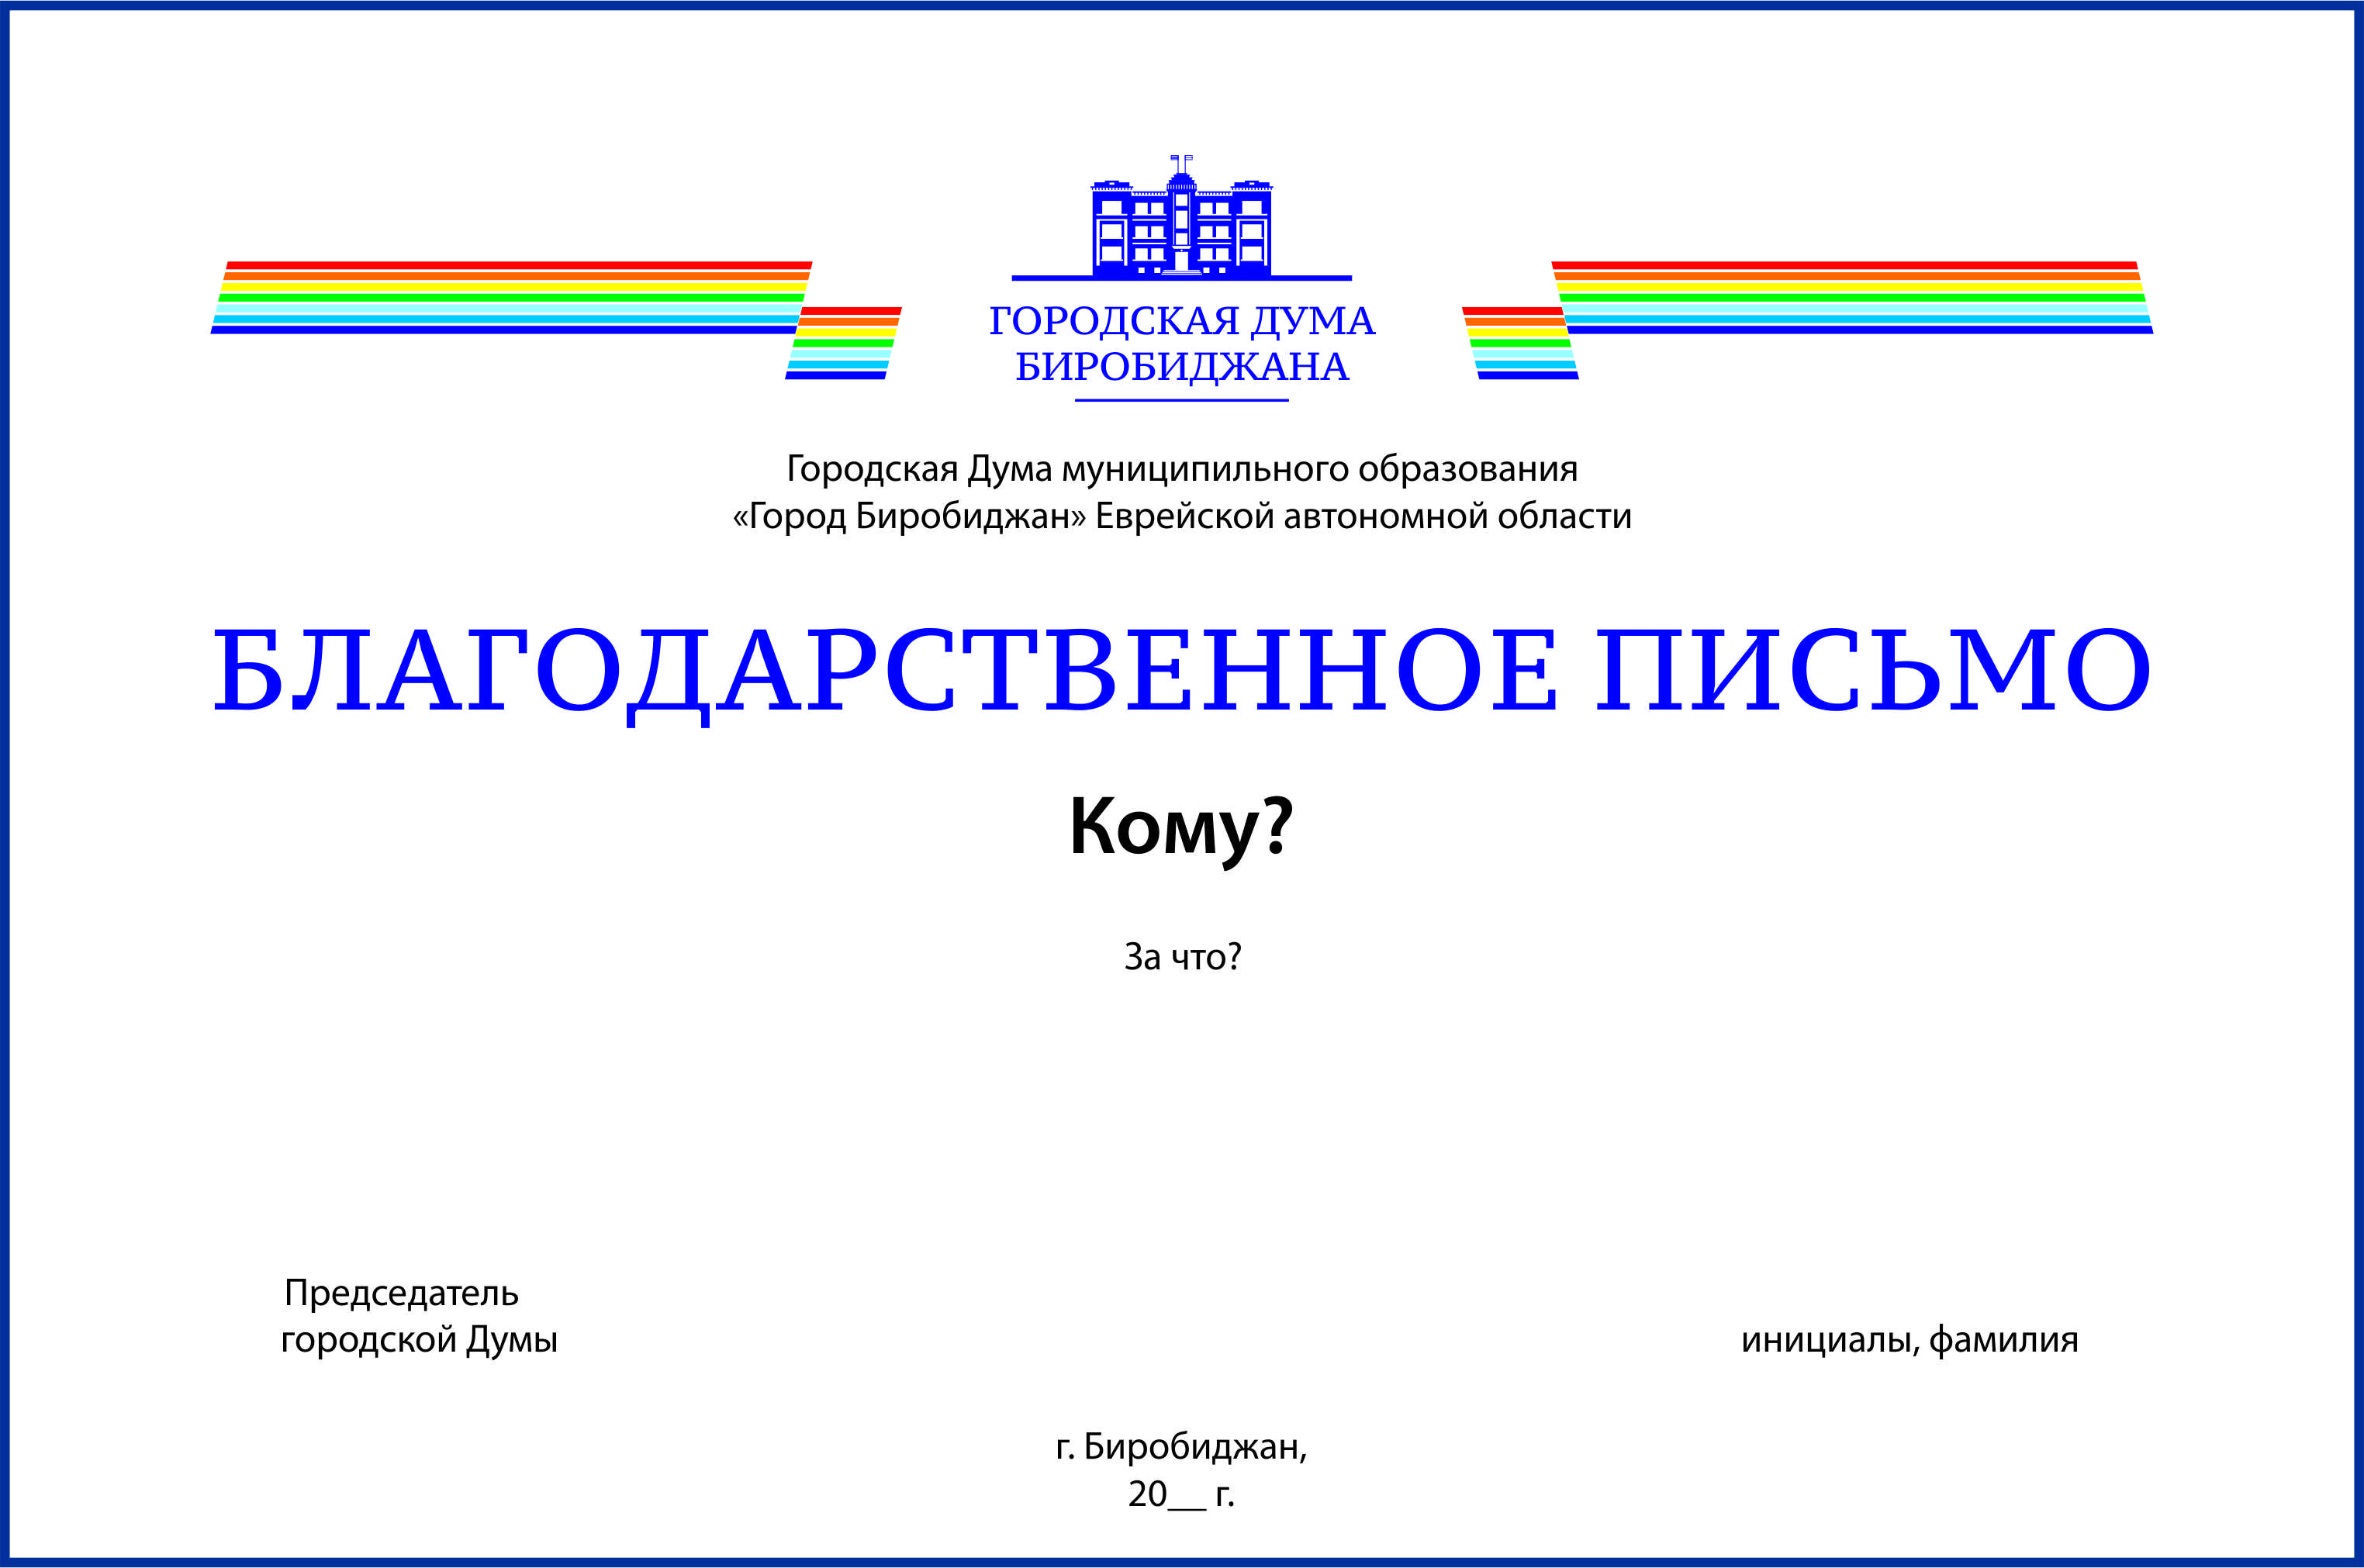 ГОРОДСКАЯ ДУМА
БИРОБИДЖАНА
Городская Дума муниципильного образования
«Город Биробиджан» Еврейской автономной области
БЛАГОДАРСТВЕННОЕ ПИСЬМО
Кому?
За что?
Председатель
городской Думы
инициалы, фамилия
г. Биробиджан,
20__ г.